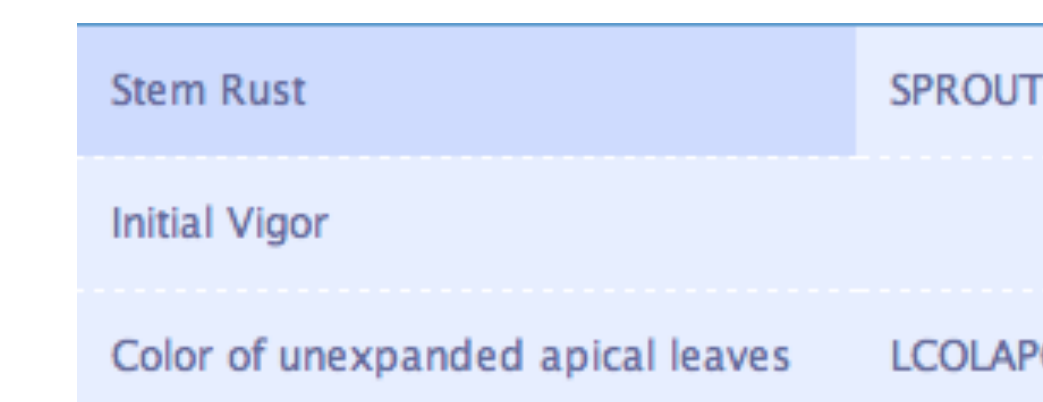 Stem Rust SPROUT
Initial Vigor
Color of unexpanded apical leaves LCOLAP